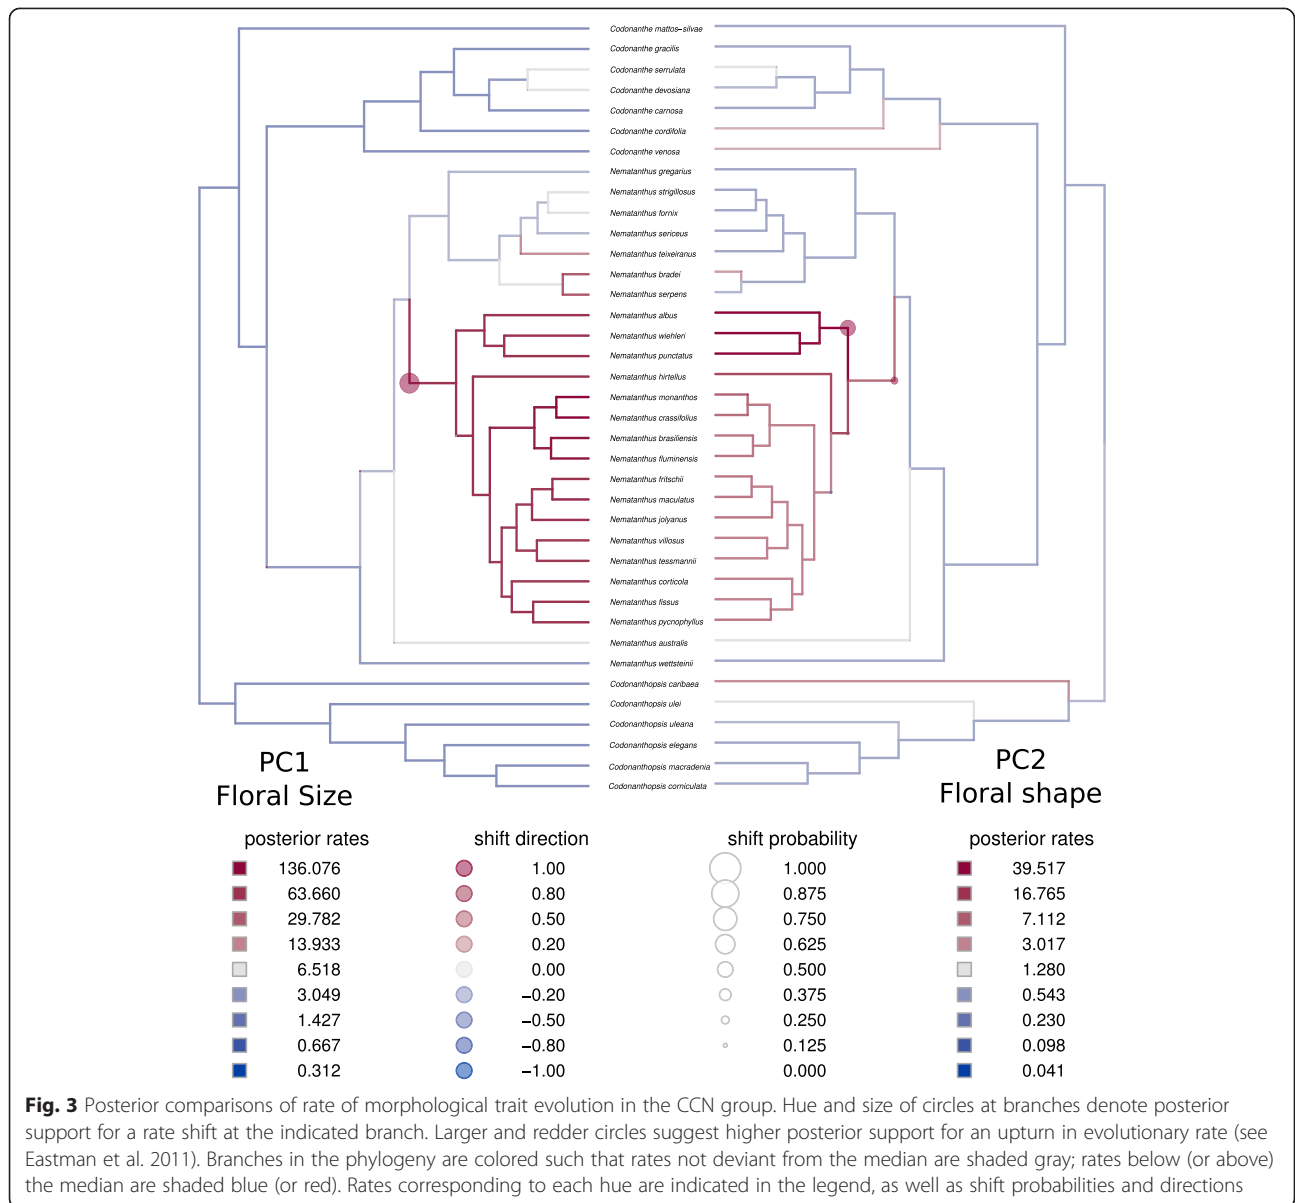 Codonanthe mattos–silvae
Codonanthe gracilis
Codonanthe serrulata
Codonanthe devosiana
Codonanthe carnosa
Codonanthe cordifolia
Codonanthe venosa
Nematanthus gregarius
Nematanthus strigillosus
Nematanthus fornix
Nematanthus sericeus
Nematanthus teixeiranus
Nematanthus bradei
Nematanthus serpens
Nematanthus albus
Nematanthus wiehleri
Nematanthus punctatus
Nematanthus hirtellus
Nematanthus monanthos
Nematanthus crassifolius
Nematanthus brasiliensis
Nematanthus fluminensis
Nematanthus fritschii
Nematanthus maculatus
Nematanthus jolyanus
Nematanthus villosus
Nematanthus tessmannii
Nematanthus corticola
Nematanthus fissus
Nematanthus pycnophyllus
Nematanthus australis
Nematanthus wettsteinii
Codonanthopsis caribaea
Codonanthopsis ulei
Codonanthopsis uleana
Codonanthopsis elegans
Codonanthopsis macradenia
Codonanthopsis corniculata
PC1
Floral Size
PC2
Floral shape
posterior rates
136.076
63.660
29.782
13.933
6.518
3.049
1.427
0.667
0.312
shift direction
1.00
0.80
0.50
0.20
0.00
−0.20
−0.50
−0.80
−1.00
shift probability
1.000
0.875
0.750
0.625
0.500
0.375
0.250
0.125
0.000
posterior rates
39.517
16.765
7.112
3.017
1.280
0.543
0.230
0.098
0.041
Fig. 3 Posterior comparisons of rate of morphological trait evolution in the CCN group. Hue and size of circles at branches denote posterior
support for a rate shift at the indicated branch. Larger and redder circles suggest higher posterior support for an upturn in evolutionary rate (see
Eastman et al. 2011). Branches in the phylogeny are colored such that rates not deviant from the median are shaded gray; rates below (or above)
the median are shaded blue (or red). Rates corresponding to each hue are indicated in the legend, as well as shift probabilities and directions